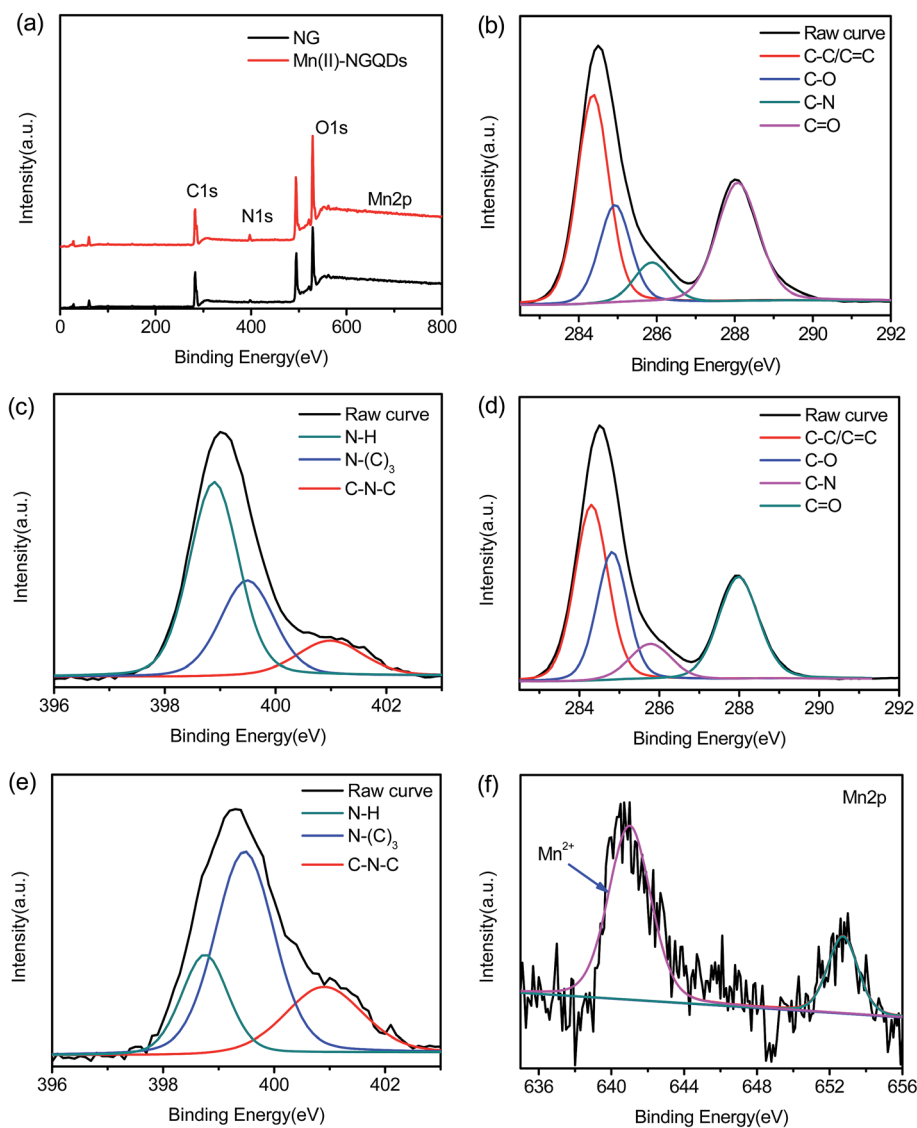 (a)
NG
Mn(II)-NGQDs
O1s
C1s
N1s
Mn2p
Intensity(a.u.)
0 200 400 600 800
Binding Energy(eV)
(b)
Raw curve
C-C/C=C
C-O
C-N
C=O
Intensity(a.u.)
284 286 288 290 292
Binding Energy(eV)
(c)
Raw curve
N-H
N-(C)₃
C-N-C
Intensity(a.u.)
396 398 400 402
Binding Energy(eV)
(d)
Raw curve
C-C/C=C
C-O
C-N
C=O
Intensity(a.u.)
284 286 288 290 292
Binding Energy(eV)
(e)
Raw curve
N-H
N-(C)₃
C-N-C
Intensity(a.u.)
396 398 400 402
Binding Energy(eV)
(f)
Mn2p
Mn²⁺
Intensity(a.u.)
636 640 644 648 652 656
Binding Energy(eV)